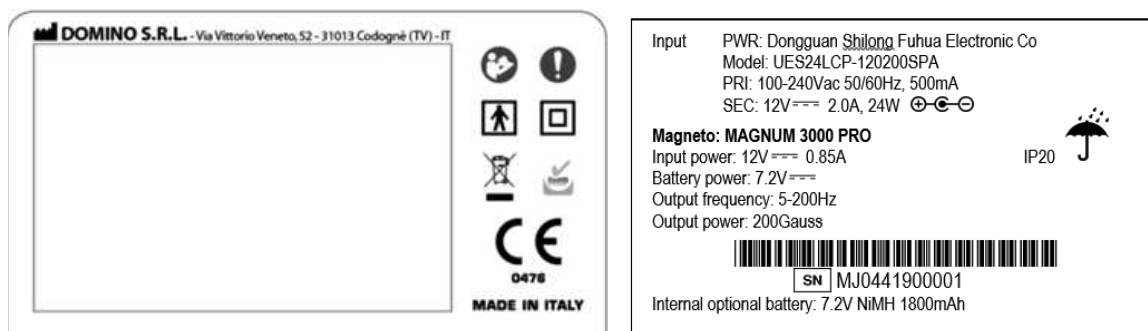 DOMINO S.R.L. - Via Vittorio Veneto, 52 - 31013 Codognè (TV) - IT
0476
MADE IN ITALY
Input PWR: Dongguan Shilong Fuhua Electronic Co
Model: UES24LCP-120200SPA
PRI: 100-240Vac 50/60Hz, 500mA
SEC: 12V⎓ 2.0A, 24W
Magneto: MAGNUM 3000 PRO
Input power: 12V⎓ 0.85A IP20
Battery power: 7.2V⎓
Output frequency: 5-200Hz
Output power: 200Gauss
SN MJ0441900001
Internal optional battery: 7.2V NiMH 1800mAh